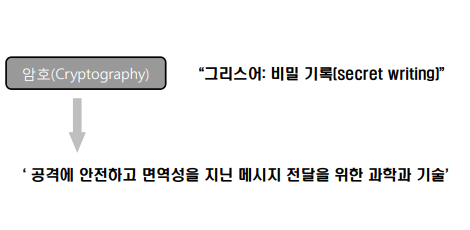 암호(Cryptography)
“그리스어: 비밀 기록(secret writing)”
‘ 공격에 안전하고 면역성을 지닌 메시지 전달을 위한 과학과 기술’